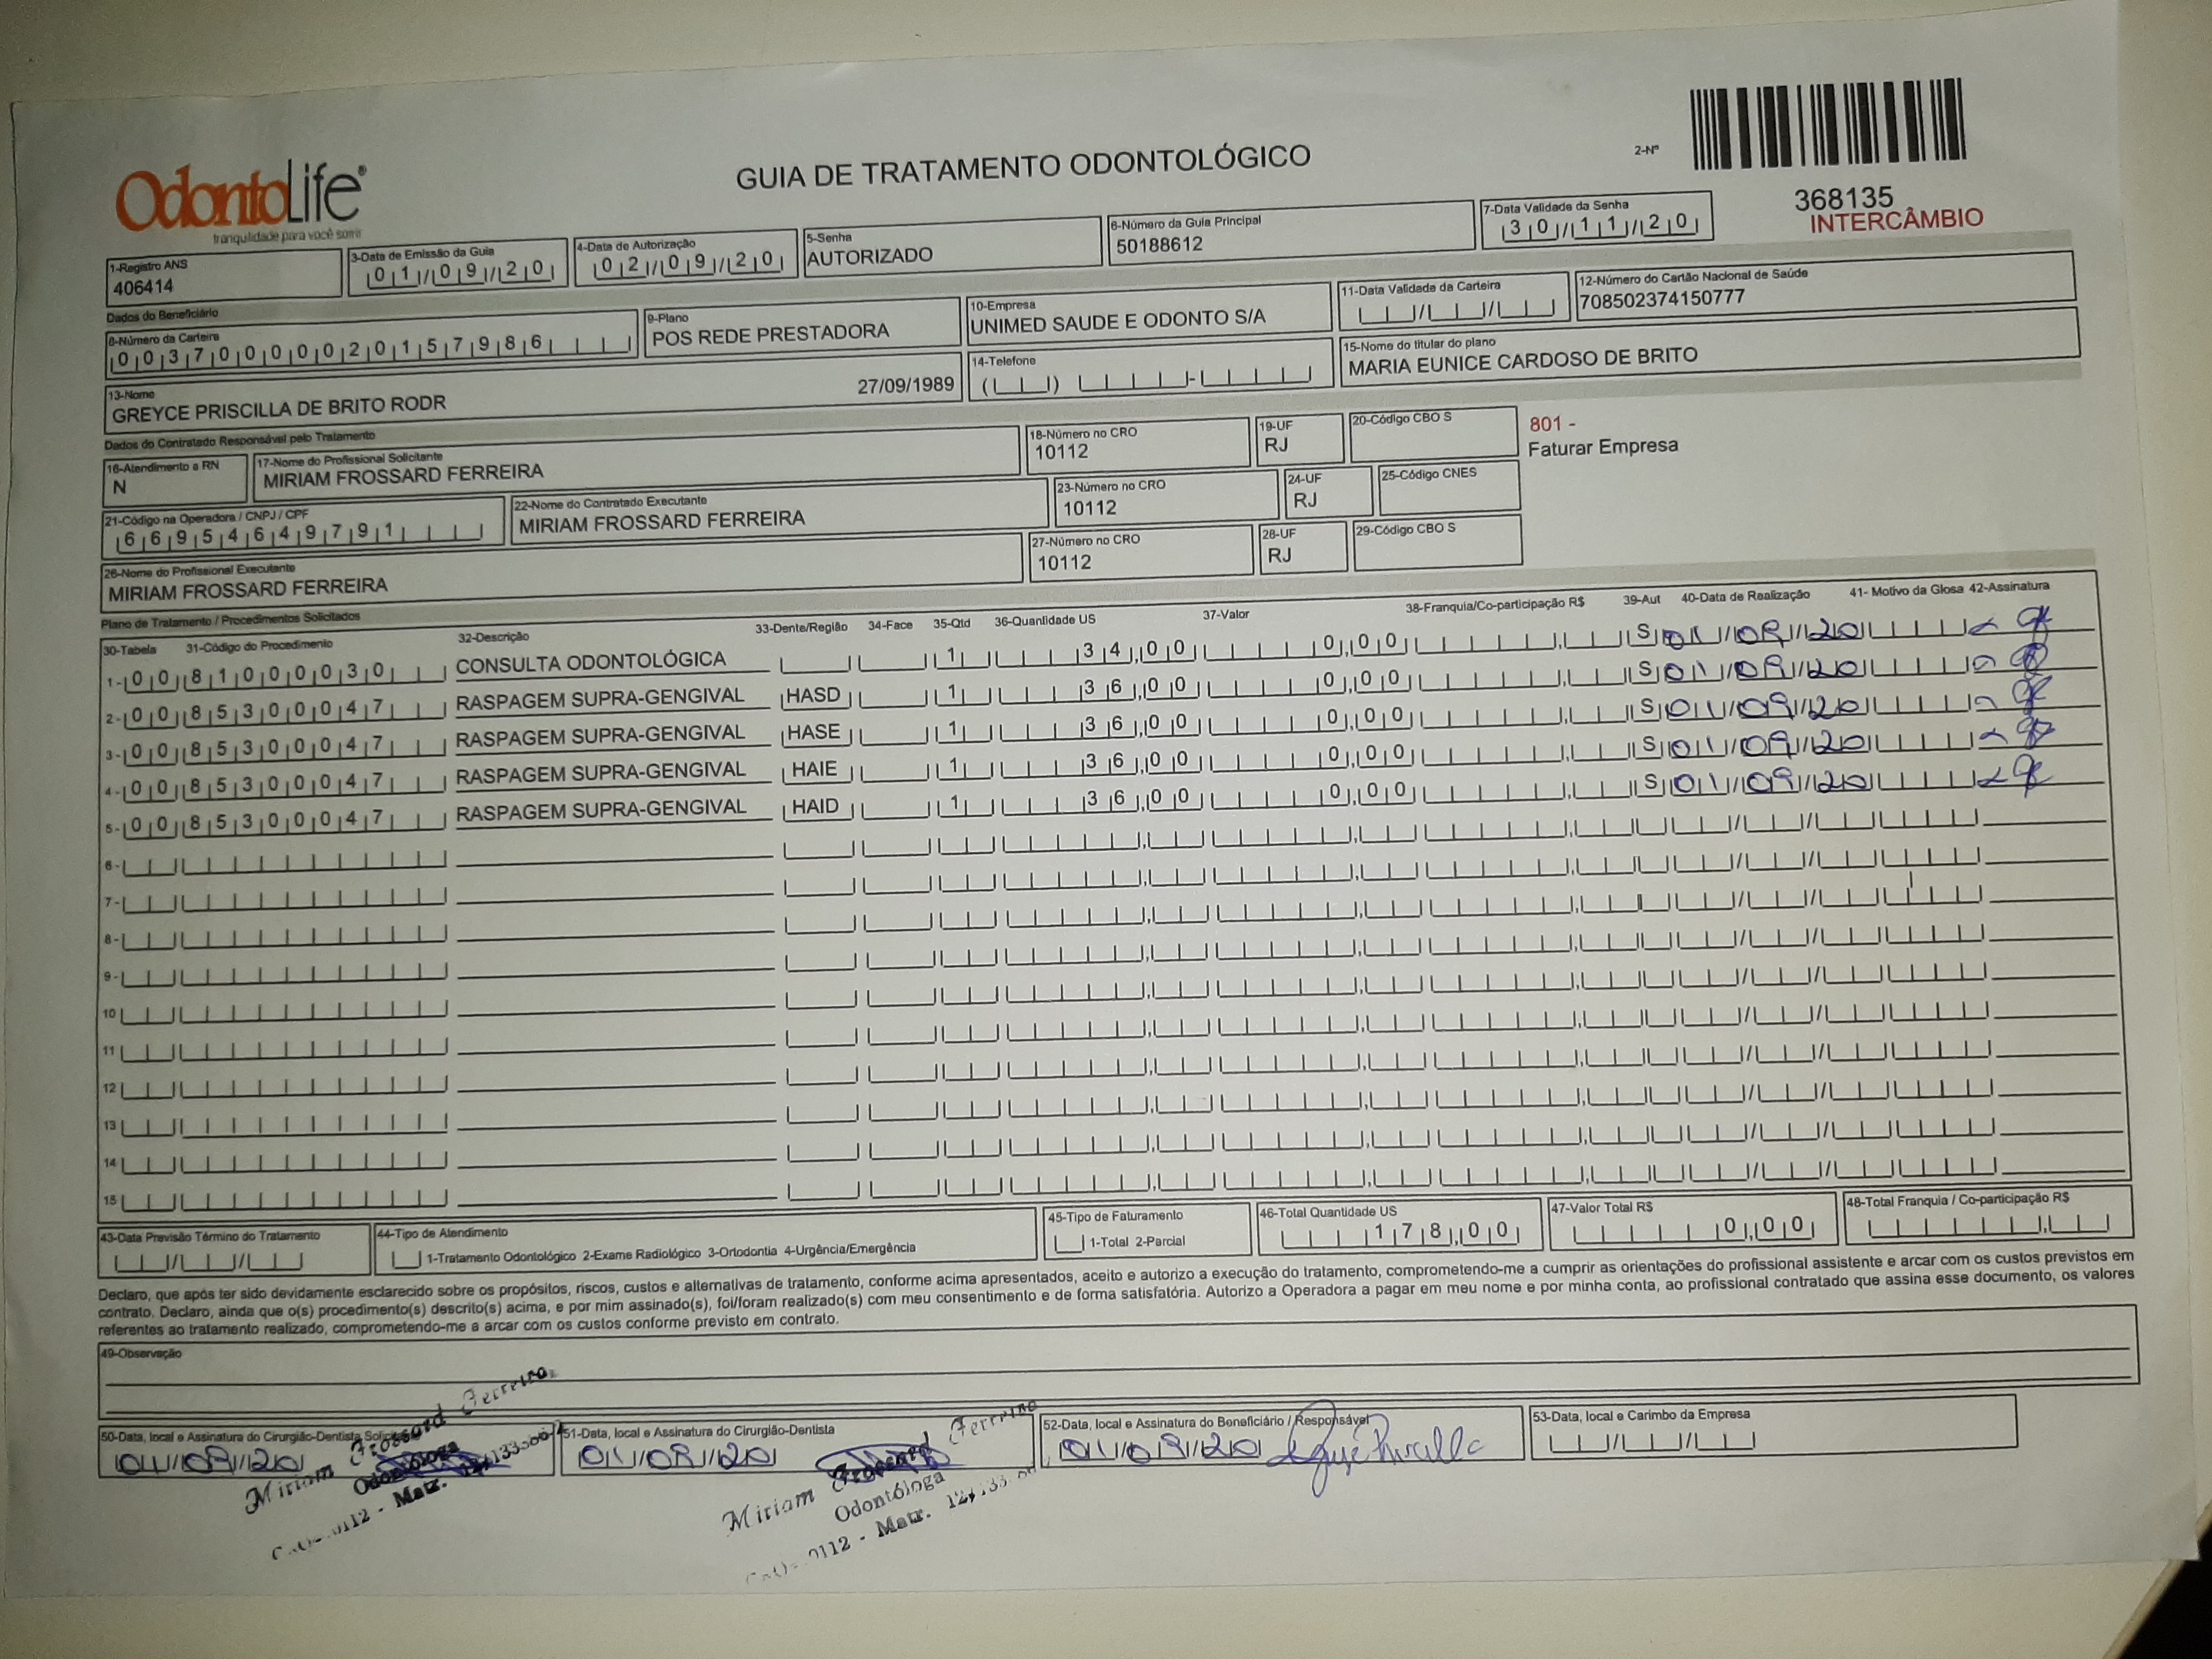 OdontoLife®
tranquilidade para você sorrir
GUIA DE TRATAMENTO ODONTOLÓGICO
2-Nº
368135
INTERCÂMBIO
1-Registro ANS
406414
3-Data de Emissão da Guia
01/09/20
4-Data de Autorização
02/09/20
5-Senha
AUTORIZADO
6-Número da Guia Principal
50188612
7-Data Validade da Senha
30/11/20
Dados do Beneficiário
8-Número da Carteira
00370000020157986
9-Plano
POS REDE PRESTADORA
10-Empresa
UNIMED SAUDE E ODONTO S/A
11-Data Validade da Carteira
12-Número do Cartão Nacional de Saúde
708502374150777
13-Nome
GREYCE PRISCILLA DE BRITO RODR 27/09/1989
14-Telefone
15-Nome do titular do plano
MARIA EUNICE CARDOSO DE BRITO
Dados do Contratado Responsável pelo Tratamento
16-Atendimento a RN
N
17-Nome do Profissional Solicitante
MIRIAM FROSSARD FERREIRA
18-Número no CRO
10112
19-UF
RJ
20-Código CBO S
801 -
Faturar Empresa
21-Código na Operadora / CNPJ / CPF
66954649791
22-Nome do Contratado Executante
MIRIAM FROSSARD FERREIRA
23-Número no CRO
10112
24-UF
RJ
25-Código CNES
26-Nome do Profissional Executante
MIRIAM FROSSARD FERREIRA
27-Número no CRO
10112
28-UF
RJ
29-Código CBO S
Plano de Tratamento / Procedimentos Solicitados
30-Tabela 31-Código do Procedimento 32-Descrição 33-Dente/Região 34-Face 35-Qtd 36-Quantidade US 37-Valor 38-Franquia/Co-participação R$ 39-Aut 40-Data de Realização 41- Motivo da Glosa 42-Assinatura
1- 00 81000030 CONSULTA ODONTOLÓGICA 1 34,00 0,00 S 01/09/20
2- 00 85300047 RASPAGEM SUPRA-GENGIVAL HASD 1 36,00 0,00 S 01/09/20
3- 00 85300047 RASPAGEM SUPRA-GENGIVAL HASE 1 36,00 0,00 S 01/09/20
4- 00 85300047 RASPAGEM SUPRA-GENGIVAL HAIE 1 36,00 0,00 S 01/09/20
5- 00 85300047 RASPAGEM SUPRA-GENGIVAL HAID 1 36,00 0,00 S 01/09/20
6-
7-
8-
9-
10
11
12
13
14
15
43-Data Previsão Término do Tratamento
44-Tipo de Atendimento
1-Tratamento Odontológico 2-Exame Radiológico 3-Ortodontia 4-Urgência/Emergência
45-Tipo de Faturamento
1-Total 2-Parcial
46-Total Quantidade US
178,00
47-Valor Total R$
0,00
48-Total Franquia / Co-participação R$
Declaro, que após ter sido devidamente esclarecido sobre os propósitos, riscos, custos e alternativas de tratamento, conforme acima apresentados, aceito e autorizo a execução do tratamento, comprometendo-me a cumprir as orientações do profissional assistente e arcar com os custos previstos em
contrato. Declaro, ainda que o(s) procedimento(s) descrito(s) acima, e por mim assinado(s), foi/foram realizado(s) com meu consentimento e de forma satisfatória. Autorizo a Operadora a pagar em meu nome e por minha conta, ao profissional contratado que assina esse documento, os valores
referentes ao tratamento realizado, comprometendo-me a arcar com os custos conforme previsto em contrato.
49-Observação
50-Data, local e Assinatura do Cirurgião-Dentista
01/09/20
Miriam Frossard Ferreira
Odontóloga
Matr.
51-Data, local e Assinatura do Cirurgião-Dentista
01/09/20
Miriam Frossard Ferreira
Odontóloga
Matr.
52-Data, local e Assinatura do Beneficiário / Responsável
01/09/20
53-Data, local e Carimbo da Empresa